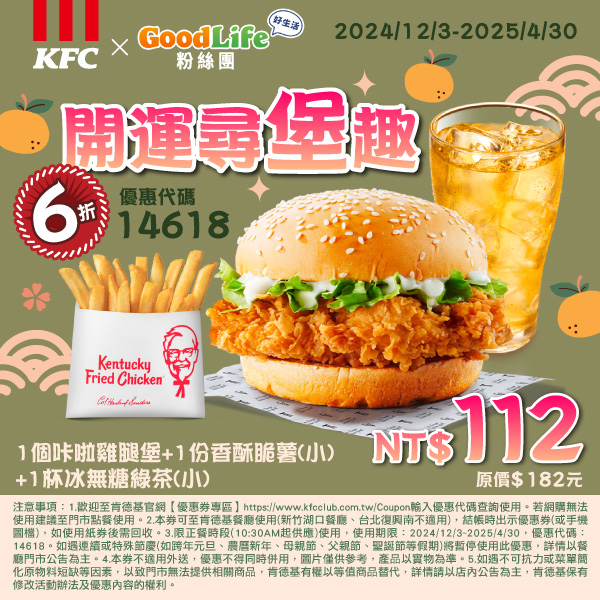 KFC × GoodLife 好生活 粉絲團
2024/12/3-2025/4/30
開運尋堡趣
6折
優惠代碼
14618
Kentucky
Fried Chicken
1個咔啦雞腿堡+1份香酥脆薯(小)
+1杯冰無糖綠茶(小)
NT$112
原價$182元
注意事項：1.歡迎至肯德基官網【優惠券專區】https://www.kfcclub.com.tw/Coupon輸入優惠代碼查詢使用。若網購無法
使用建議至門市點餐使用。2.本券可至肯德基餐廳使用(新竹湖口餐廳、台北復興南不適用)，結帳時出示優惠券(或手機
圖檔)，如使用紙券後需回收。3.限正餐時段(10:30AM起供應)使用，使用期限：2024/12/3-2025/4/30，優惠代碼：
14618。如遇連續或特殊節慶(如跨年元旦、農曆新年、母親節、父親節、聖誕節等假期)將暫停使用此優惠，詳情以餐
廳門市公告為主。4.本券不適用外送，優惠不得同時併用，圖片僅供參考，產品以實物為準。5.如遇不可抗力或菜單簡
化原物料短缺等因素，以致門市無法提供相關商品，肯德基有權以等值商品替代，詳情請以店內公告為主，肯德基保有
修改活動辦法及優惠內容的權利。